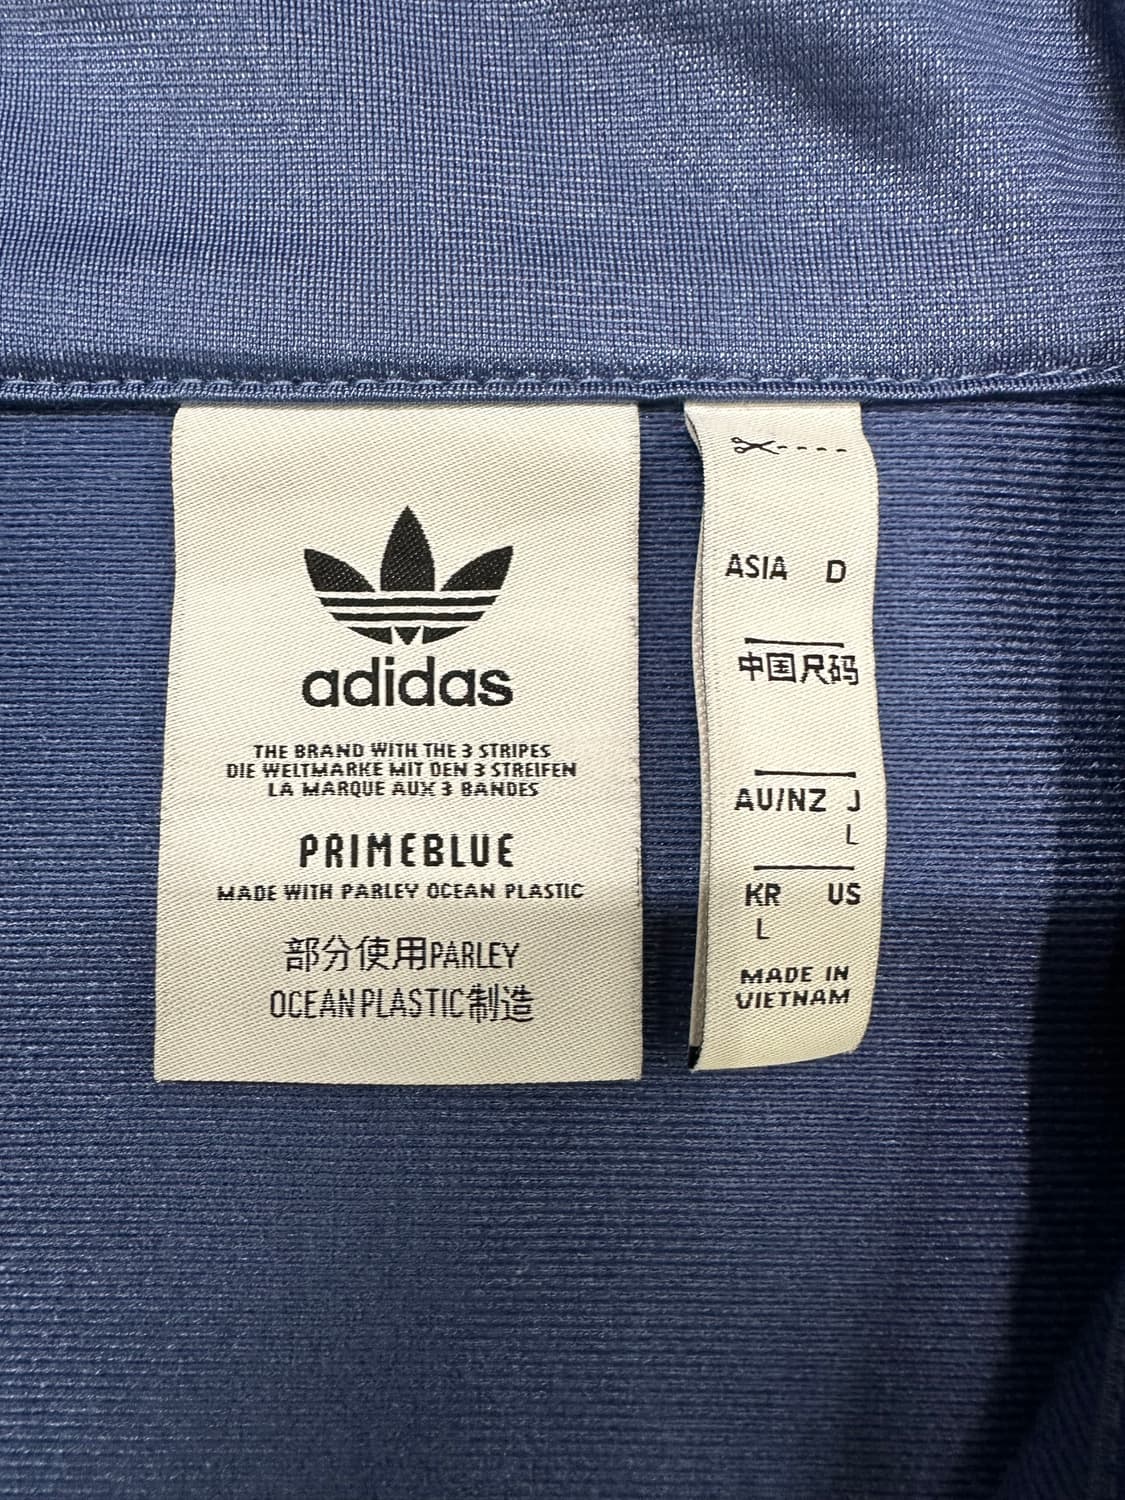 adidas
THE BRAND WITH THE 3 STRIPES
DIE WELTMARKE MIT DEN 3 STREIFEN
LA MARQUE AUX 3 BANDES
PRIMEBLUE
MADE WITH PARLEY OCEAN PLASTIC
部分使用PARLEY
OCEAN PLASTIC制造
ASIA D
中国尺码
AU/NZ J
L
KR US
L
MADE IN
VIETNAM